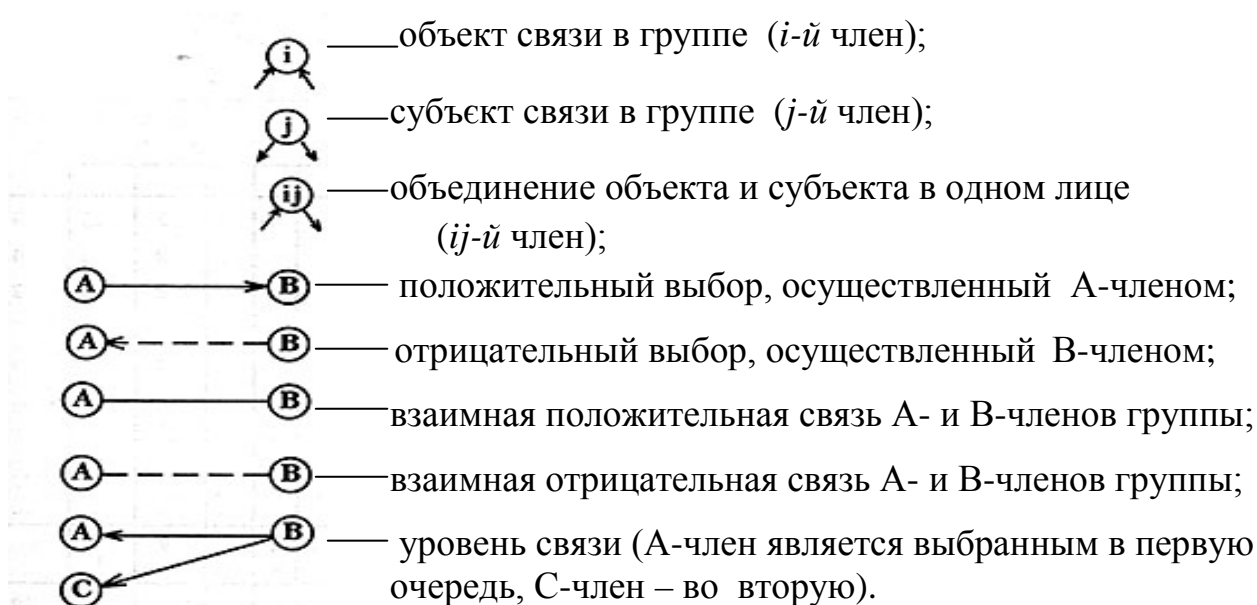 i объект связи в группе (i-й член);
j субъєкт связи в группе (j-й член);
ij объединение объекта и субъекта в одном лице
(ij-й член);
A B положительный выбор, осуществленный А-членом;
A B отрицательный выбор, осуществленный В-членом;
A B взаимная положительная связь А- и В-членов группы;
A B взаимная отрицательная связь А- и В-членов группы;
A B уровень связи (А-член является выбранным в первую
C очередь, С-член – во вторую).